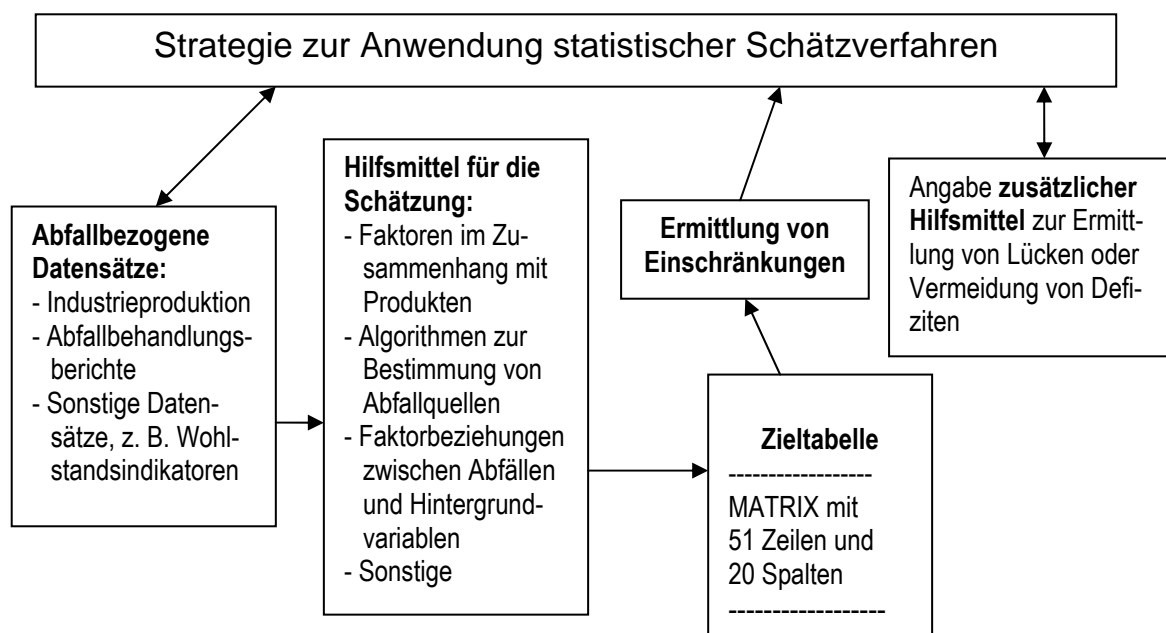 Strategie zur Anwendung statistischer Schätzverfahren
Abfallbezogene
Datensätze:
- Industrieproduktion
- Abfallbehandlungs-
berichte
- Sonstige Daten-
sätze, z. B. Wohl-
standsindikatoren
Hilfsmittel für die
Schätzung:
- Faktoren im Zu-
sammenhang mit
Produkten
- Algorithmen zur
Bestimmung von
Abfallquellen
- Faktorbeziehungen
zwischen Abfällen
und Hintergrund-
variablen
- Sonstige
Ermittlung von
Einschränkungen
Zieltabelle
------------------
MATRIX mit
51 Zeilen und
20 Spalten
-------------------
Angabe zusätzlicher
Hilfsmittel zur Ermitt-
lung von Lücken oder
Vermeidung von Defi-
ziten